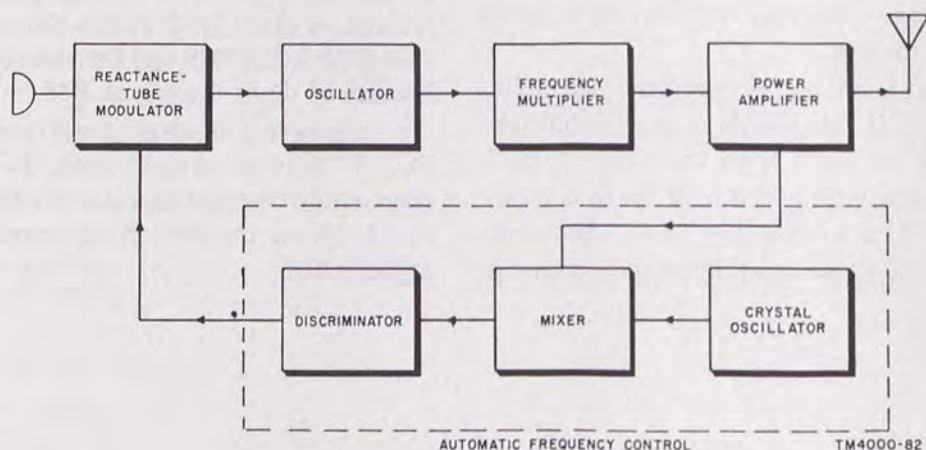 REACTANCE-
TUBE
MODULATOR
OSCILLATOR
FREQUENCY
MULTIPLIER
POWER
AMPLIFIER
DISCRIMINATOR
MIXER
CRYSTAL
OSCILLATOR
AUTOMATIC FREQUENCY CONTROL
TM4000-82